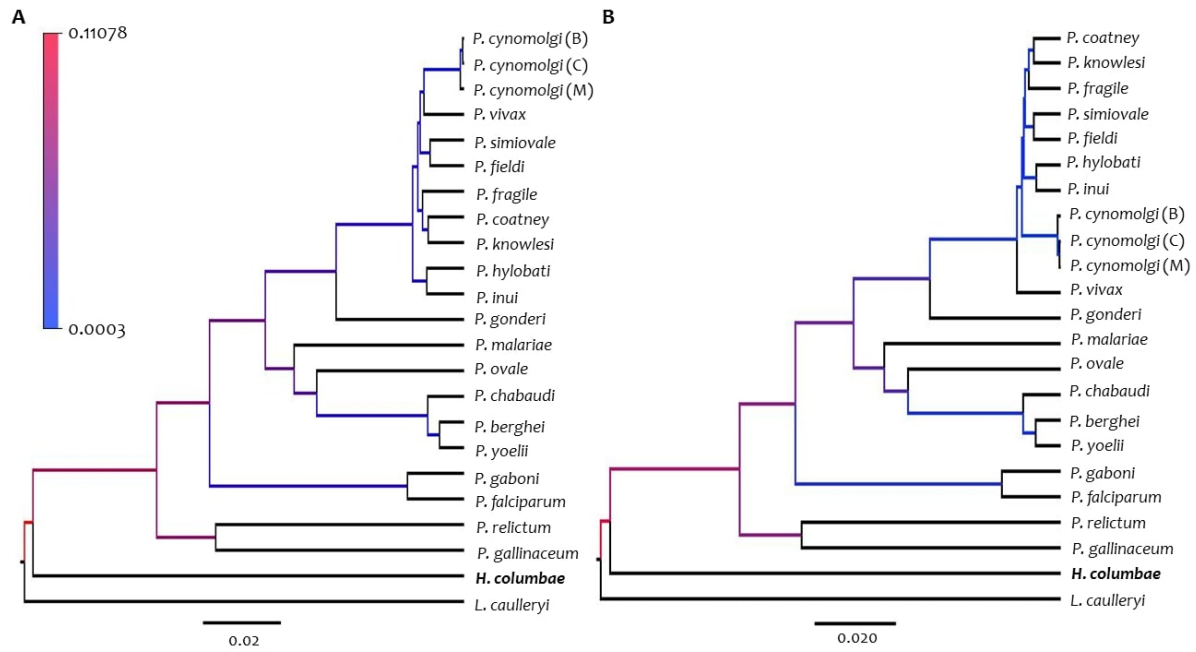 A
0.11078
0.0003
P. cynomolgi (B)
P. cynomolgi (C)
P. cynomolgi (M)
P. vivax
P. simiovale
P. fieldi
P. fragile
P. coatney
P. knowlesi
P. hylobati
P. inui
P. gonderi
P. malariae
P. ovale
P. chabaudi
P. berghei
P. yoelii
P. gaboni
P. falciparum
P. relictum
P. gallinaceum
H. columbae
L. caulleryi
0.02
B
P. coatney
P. knowlesi
P. fragile
P. simiovale
P. fieldi
P. hylobati
P. inui
P. cynomolgi (B)
P. cynomolgi (C)
P. cynomolgi (M)
P. vivax
P. gonderi
P. malariae
P. ovale
P. chabaudi
P. berghei
P. yoelii
P. gaboni
P. falciparum
P. relictum
P. gallinaceum
H. columbae
L. caulleryi
0.020